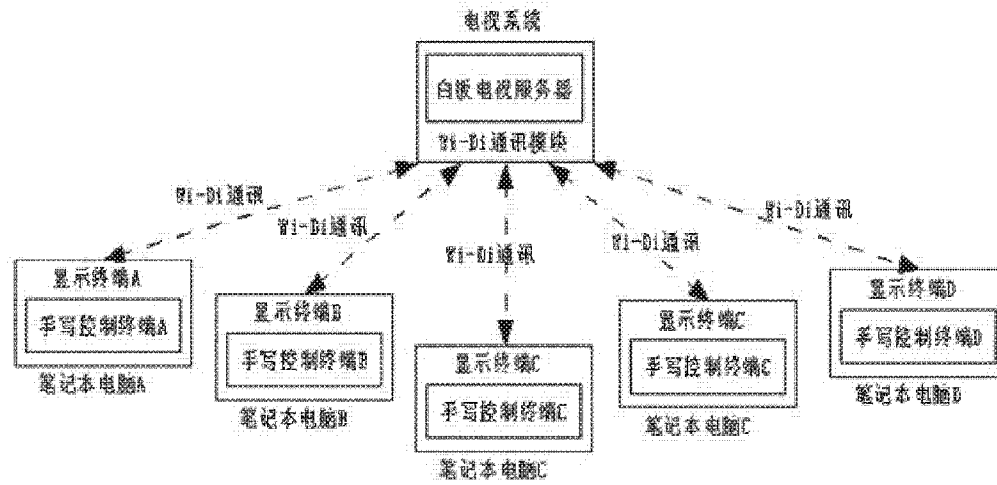 电视系统
白板电视服务器
Wi-Di通讯模块
Wi-Di通讯
Wi-Di通讯
Wi-Di通讯
Wi-Di通讯
Wi-Di通讯
显示终端A
手写控制终端A
笔记本电脑A
显示终端B
手写控制终端B
笔记本电脑B
显示终端C
手写控制终端C
笔记本电脑C
显示终端C
手写控制终端C
笔记本电脑C
显示终端D
手写控制终端D
笔记本电脑D